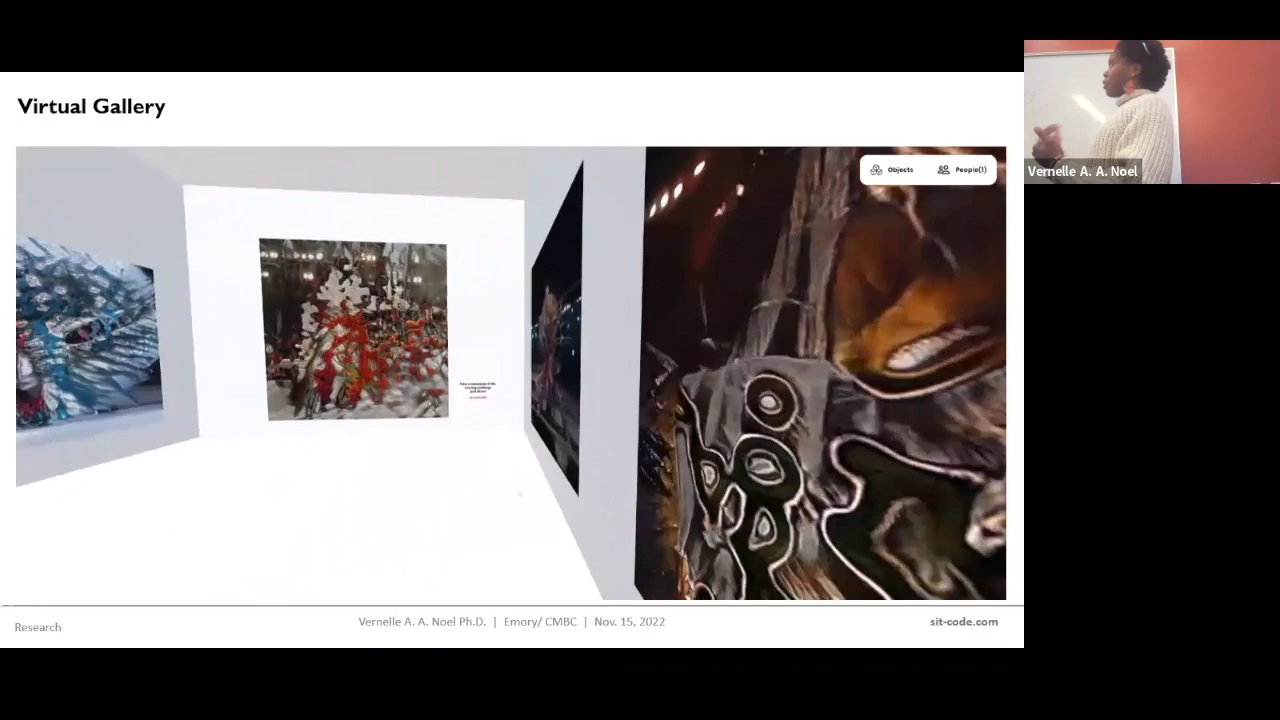 Virtual Gallery
Objects
People(1)
Vernelle A. A. Noel
Research
Vernelle A. A. Noel Ph.D. | Emory/ CMBC | Nov. 15, 2022
sit-code.com